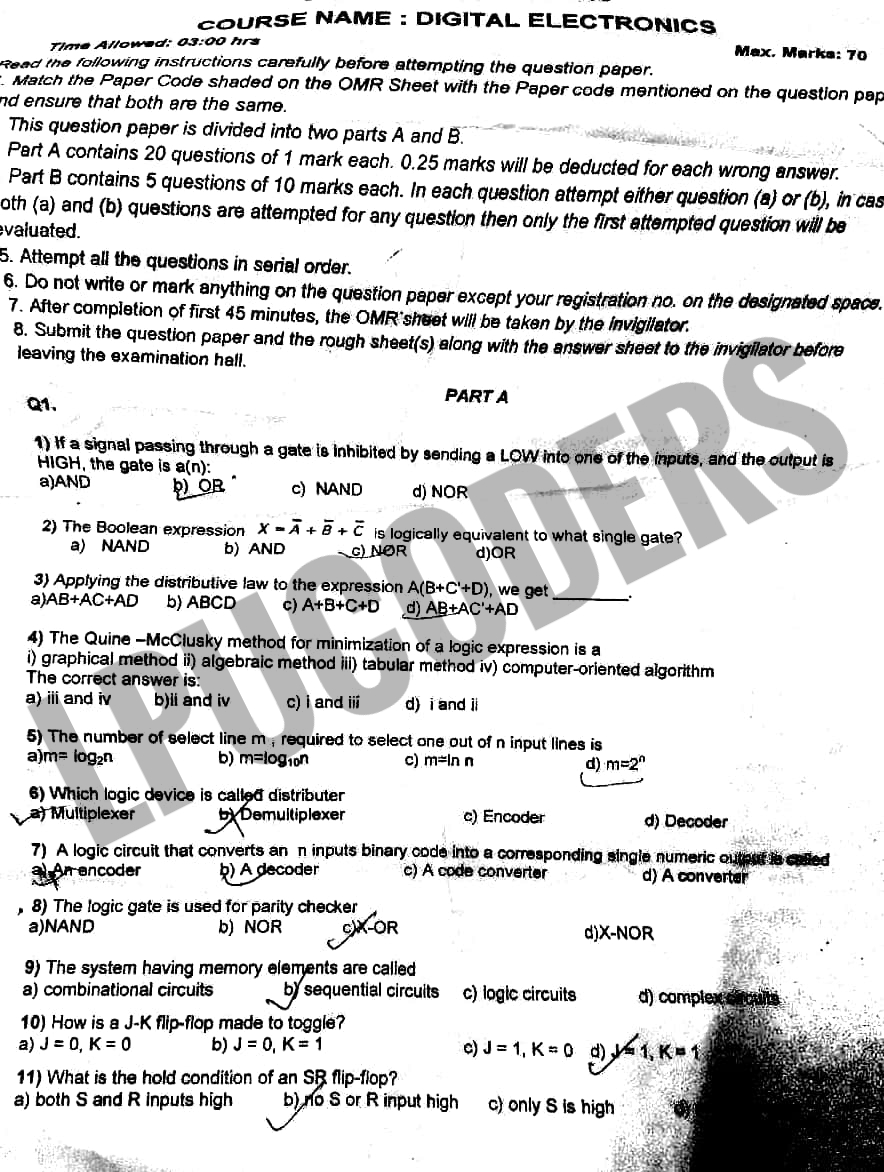 COURSE NAME : DIGITAL ELECTRONICS
Time Allowed: 03:00 hrs
Max. Marks: 70
Read the following instructions carefully before attempting the question paper.
. Match the Paper Code shaded on the OMR Sheet with the Paper code mentioned on the question pap
nd ensure that both are the same.
This question paper is divided into two parts A and B.
Part A contains 20 questions of 1 mark each. 0.25 marks will be deducted for each wrong answer.
Part B contains 5 questions of 10 marks each. In each question attempt either question (a) or (b), in cas
oth (a) and (b) questions are attempted for any question then only the first attempted question will be
evaluated.
5. Attempt all the questions in serial order.
6. Do not write or mark anything on the question paper except your registration no. on the designated space.
7. After completion of first 45 minutes, the OMR sheet will be taken by the invigilator.
8. Submit the question paper and the rough sheet(s) along with the answer sheet to the invigilator before
leaving the examination hall.
PART A
Q1.
1) If a signal passing through a gate is inhibited by sending a LOW into one of the inputs, and the output is
HIGH, the gate is a(n):
a)AND b) OR c) NAND d) NOR
2) The Boolean expression X = A̅ + B̅ + C̅ is logically equivalent to what single gate?
a) NAND b) AND c) NOR d)OR
3) Applying the distributive law to the expression A(B+C'+D), we get ________.
a)AB+AC+AD b) ABCD c) A+B+C+D d) AB+AC'+AD
4) The Quine –McClusky method for minimization of a logic expression is a
i) graphical method ii) algebraic method iii) tabular method iv) computer-oriented algorithm
The correct answer is:
a) iii and iv b)ii and iv c) i and iii d) i and ii
5) The number of select line m , required to select one out of n input lines is
a)m= log₂n b) m=log₁₀n c) m=ln n d) m=2ⁿ
6) Which logic device is called distributer
a) Multiplexer b) Demultiplexer c) Encoder d) Decoder
7) A logic circuit that converts an n inputs binary code into a corresponding single numeric output is called
a) An encoder b) A decoder c) A code converter d) A converter
8) The logic gate is used for parity checker
a)NAND b) NOR c)X-OR d)X-NOR
9) The system having memory elements are called
a) combinational circuits b) sequential circuits c) logic circuits d) complex circuits
10) How is a J-K flip-flop made to toggle?
a) J = 0, K = 0 b) J = 0, K = 1 c) J = 1, K = 0 d) J = 1, K = 1
11) What is the hold condition of an SR flip-flop?
a) both S and R inputs high b) no S or R input high c) only S is high
LPUCODERS